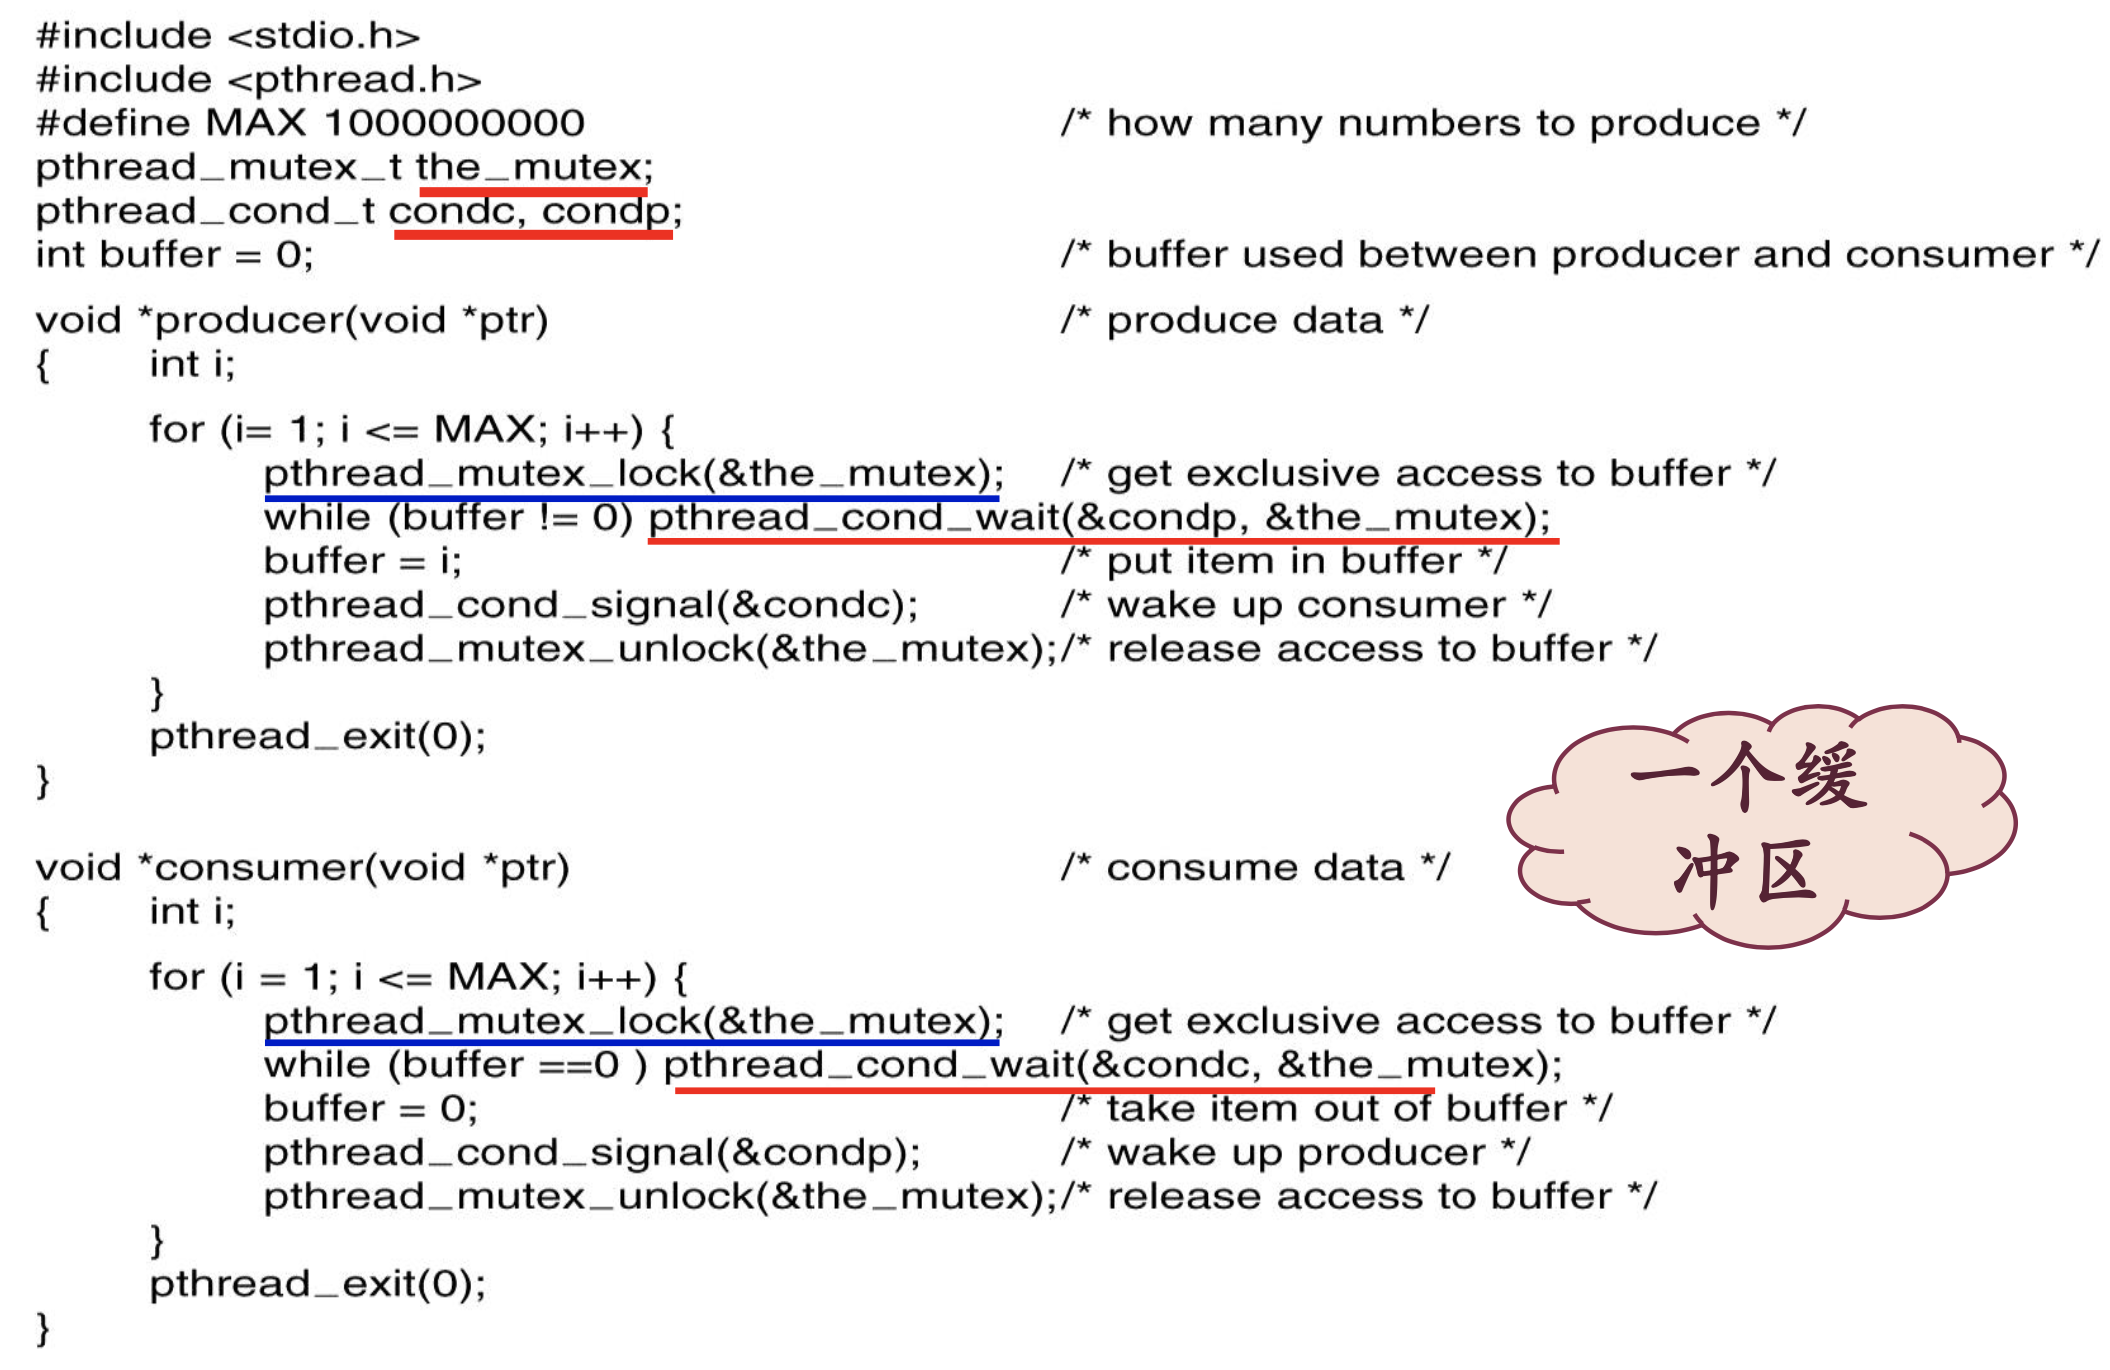 #include <stdio.h>
#include <pthread.h>
#define MAX 1000000000 /* how many numbers to produce */
pthread_mutex_t the_mutex;
pthread_cond_t condc, condp;
int buffer = 0; /* buffer used between producer and consumer */
void *producer(void *ptr) /* produce data */
{ int i;
for (i= 1; i <= MAX; i++) {
pthread_mutex_lock(&the_mutex); /* get exclusive access to buffer */
while (buffer != 0) pthread_cond_wait(&condp, &the_mutex);
buffer = i; /* put item in buffer */
pthread_cond_signal(&condc); /* wake up consumer */
pthread_mutex_unlock(&the_mutex);/* release access to buffer */
}
pthread_exit(0);
}
一个缓
冲区
void *consumer(void *ptr) /* consume data */
{ int i;
for (i = 1; i <= MAX; i++) {
pthread_mutex_lock(&the_mutex); /* get exclusive access to buffer */
while (buffer ==0 ) pthread_cond_wait(&condc, &the_mutex);
buffer = 0; /* take item out of buffer */
pthread_cond_signal(&condp); /* wake up producer */
pthread_mutex_unlock(&the_mutex);/* release access to buffer */
}
pthread_exit(0);
}